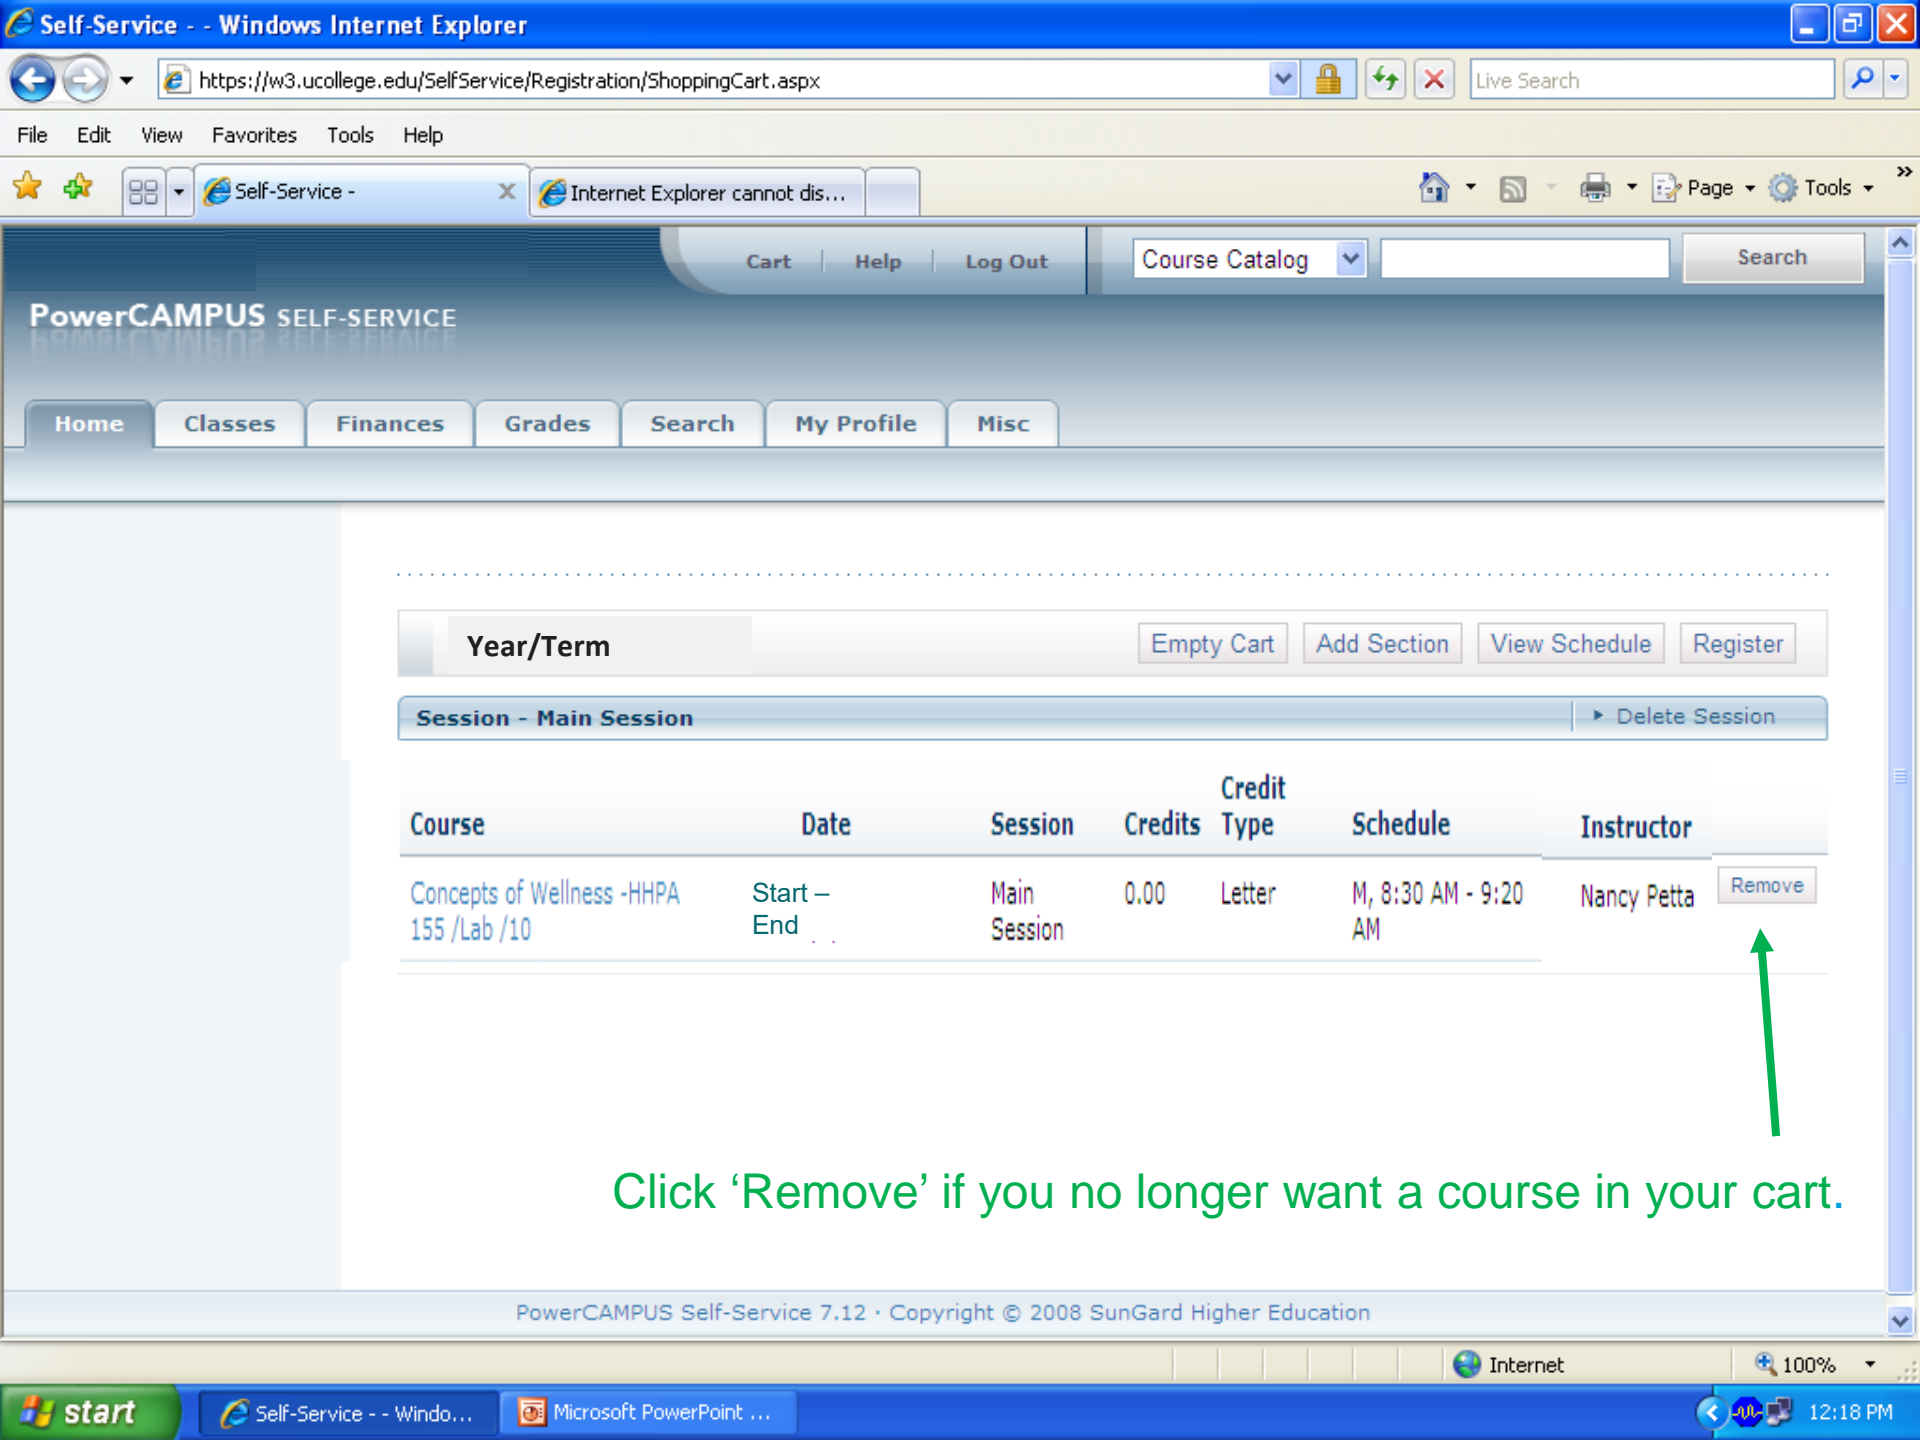 Self-Service - - Windows Internet Explorer
https://w3.ucollege.edu/SelfService/Registration/ShoppingCart.aspx
Live Search
File Edit View Favorites Tools Help
Self-Service -
Internet Explorer cannot dis...
Page
Tools
Cart Help Log Out
Course Catalog
Search
PowerCAMPUS SELF-SERVICE
Home Classes Finances Grades Search My Profile Misc
Year/Term
Empty Cart Add Section View Schedule Register
Session - Main Session
Delete Session
Course Date Session Credits Credit Type Schedule Instructor
Concepts of Wellness -HHPA
155 /Lab /10
Start –
End
Main
Session
0.00
Letter
M, 8:30 AM - 9:20
AM
Nancy Petta
Remove
Click ‘Remove’ if you no longer want a course in your cart.
PowerCAMPUS Self-Service 7.12 · Copyright © 2008 SunGard Higher Education
Internet
100%
start
Self-Service - - Windo...
Microsoft PowerPoint ...
12:18 PM